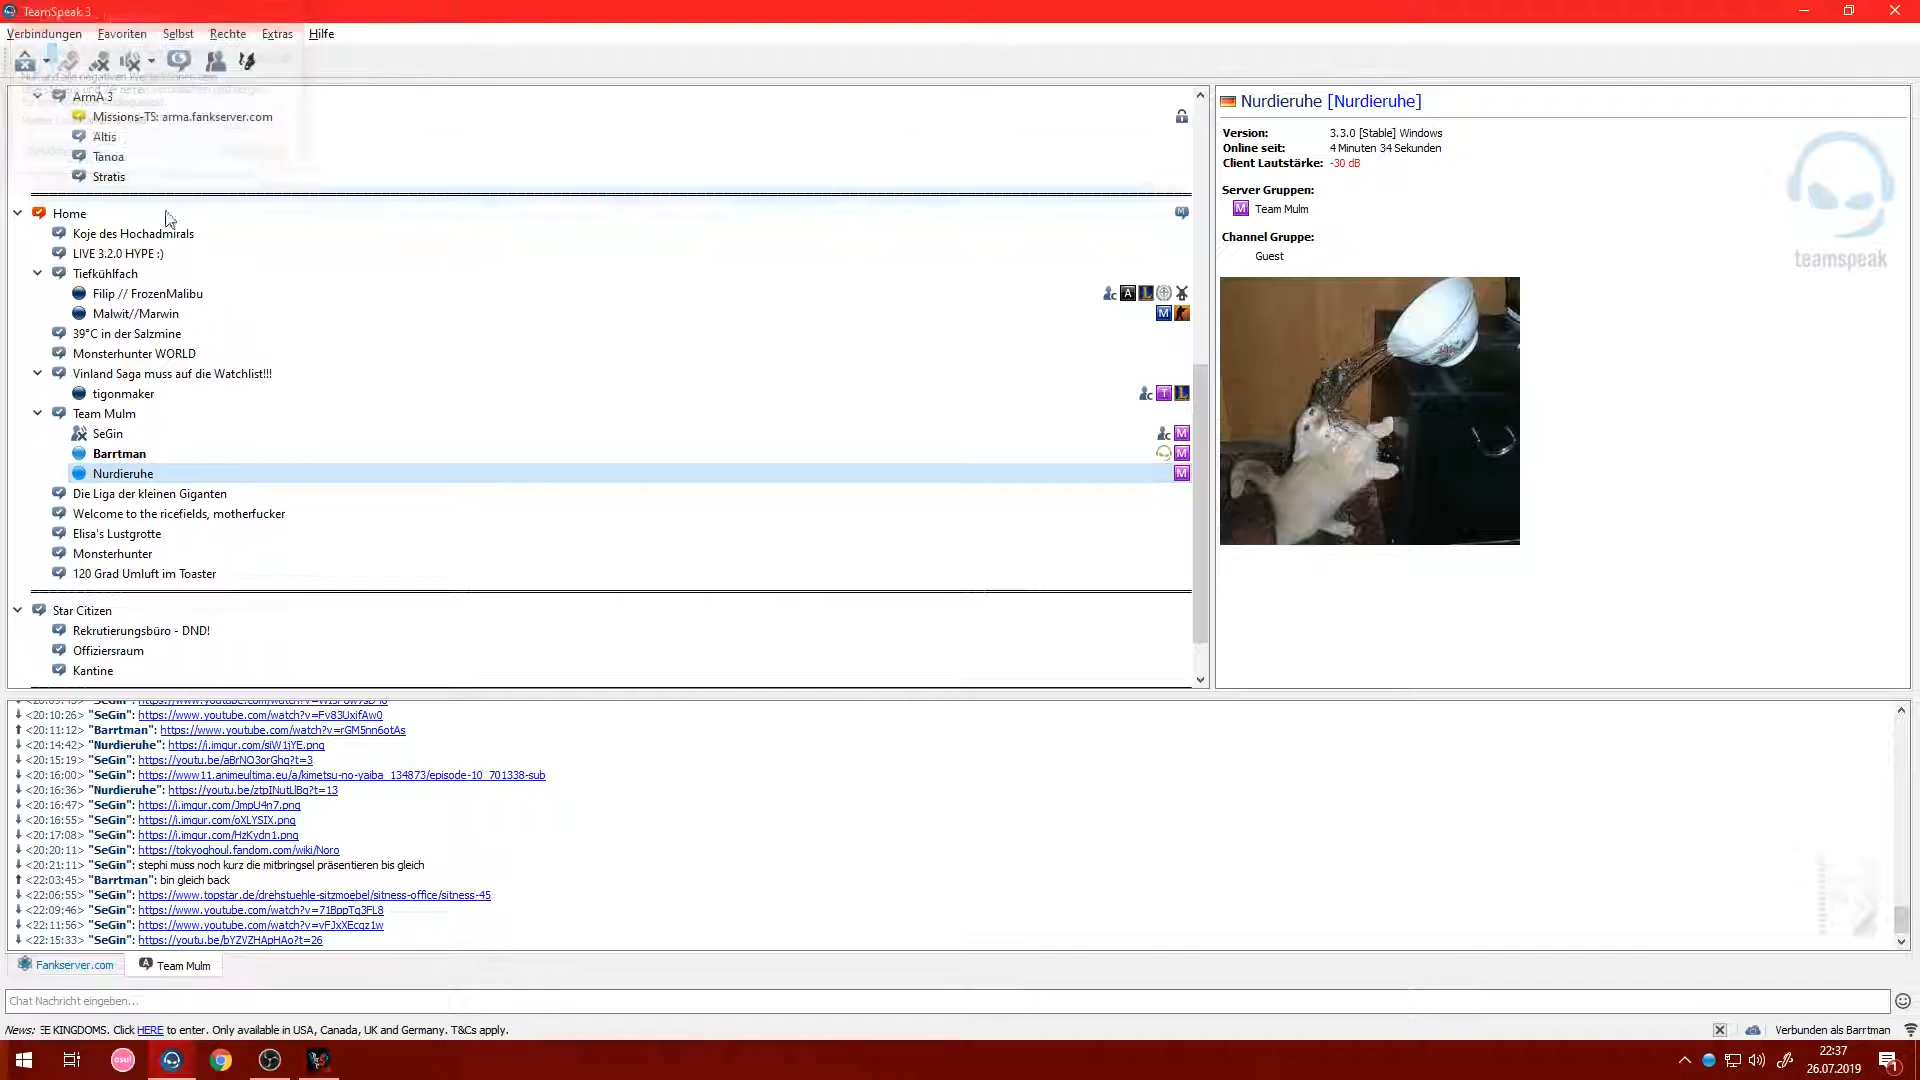 TeamSpeak 3
Verbindungen Favoriten Selbst Rechte Extras Hilfe
ArmA 3
Missions-TS: arma.fankserver.com
Altis
Tanoa
Stratis
Home
Koje des Hochadmirals
LIVE 3.2.0 HYPE :)
Tiefkühlfach
Filip // FrozenMalibu
Malwit//Marwin
39°C in der Salzmine
Monsterhunter WORLD
Vinland Saga muss auf die Watchlist!!!
tigonmaker
Team Mulm
SeGin
Barrtman
Nurdieruhe
Die Liga der kleinen Giganten
Welcome to the ricefields, motherfucker
Elisa's Lustgrotte
Monsterhunter
120 Grad Umluft im Toaster
Star Citizen
Rekrutierungsbüro - DND!
Offiziersraum
Kantine
Nurdieruhe [Nurdieruhe]
Version: 3.3.0 [Stable] Windows
Online seit: 4 Minuten 34 Sekunden
Client Lautstärke: -30 dB
Server Gruppen:
M Team Mulm
Channel Gruppe:
Guest
teamspeak
<20:10:26> "SeGin": https://www.youtube.com/watch?v=Fv83UxifAw0
<20:11:12> "Barrtman": https://www.youtube.com/watch?v=rGM5nn6otAs
<20:14:42> "Nurdieruhe": https://i.imgur.com/siW1jYE.png
<20:15:19> "SeGin": https://youtu.be/aBrNO3orGhg?t=3
<20:16:00> "SeGin": https://www11.animeultima.eu/a/kimetsu-no-yaiba_134873/episode-10_701338-sub
<20:16:36> "Nurdieruhe": https://youtu.be/ztpINutLlBg?t=13
<20:16:47> "SeGin": https://i.imgur.com/JmpU4n7.png
<20:16:55> "SeGin": https://i.imgur.com/oXLYSIX.png
<20:17:08> "SeGin": https://i.imgur.com/HzKydn1.png
<20:20:11> "SeGin": https://tokyoghoul.fandom.com/wiki/Noro
<20:21:11> "SeGin": stephi muss noch kurz die mitbringsel präsentieren bis gleich
<22:03:45> "Barrtman": bin gleich back
<22:06:55> "SeGin": https://www.topstar.de/drehstuehle-sitzmoebel/sitness-office/sitness-45
<22:09:46> "SeGin": https://www.youtube.com/watch?v=71BppTg3FL8
<22:11:56> "SeGin": https://www.youtube.com/watch?v=vFJxXEcgz1w
<22:15:33> "SeGin": https://youtu.be/bYZVZHApHAo?t=26
Fankserver.com Team Mulm
Chat Nachricht eingeben...
News: EE KINGDOMS. Click HERE to enter. Only available in USA, Canada, UK and Germany. T&Cs apply.
Verbunden als Barrtman
osu!
22:37
26.07.2019
1